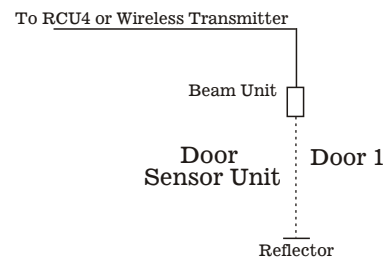 To RCU4 or Wireless Transmitter
Beam Unit
Door
Sensor Unit
Door 1
Reflector